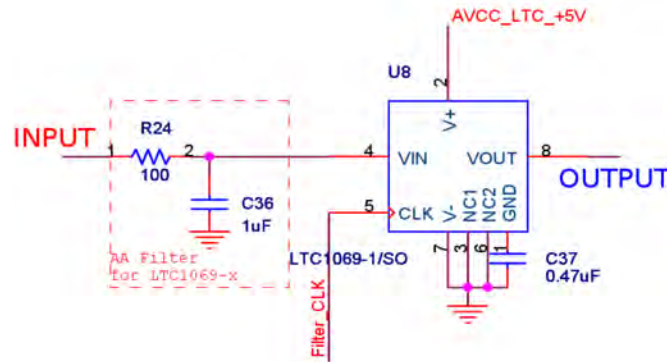 AVCC_LTC_+5V
U8
2
V+
INPUT
R24
1
2
100
4
VIN
VOUT
8
OUTPUT
C36
1uF
5
CLK
V-
NC1
NC2
GND
AA Filter
for LTC1069-x
LTC1069-1/SO
7
3
6
1
C37
0.47uF
Filter_CLK